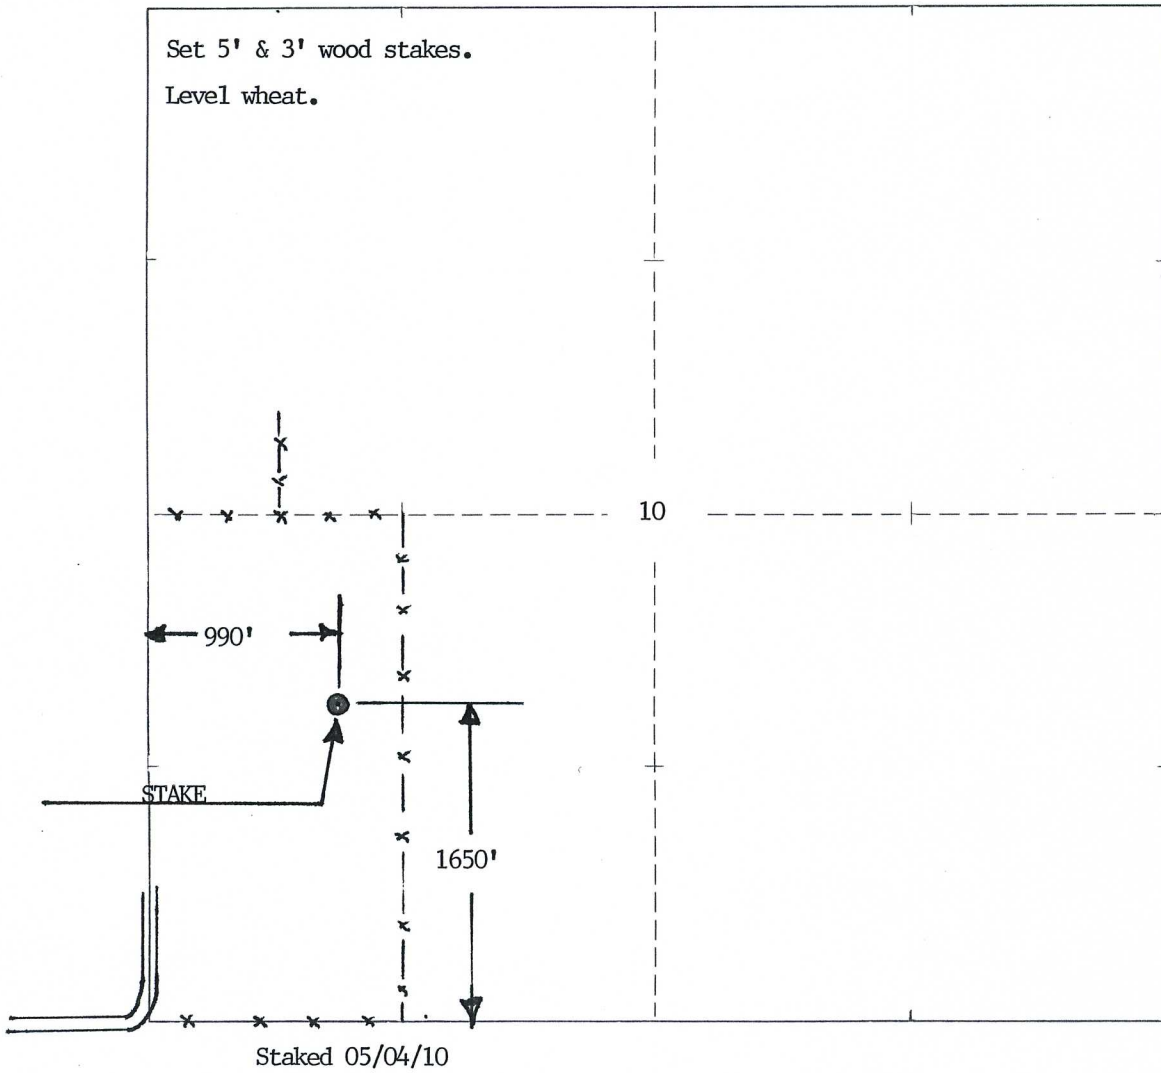 Set 5' & 3' wood stakes.
Level wheat.
10
990'
STAKE
1650'
Staked 05/04/10